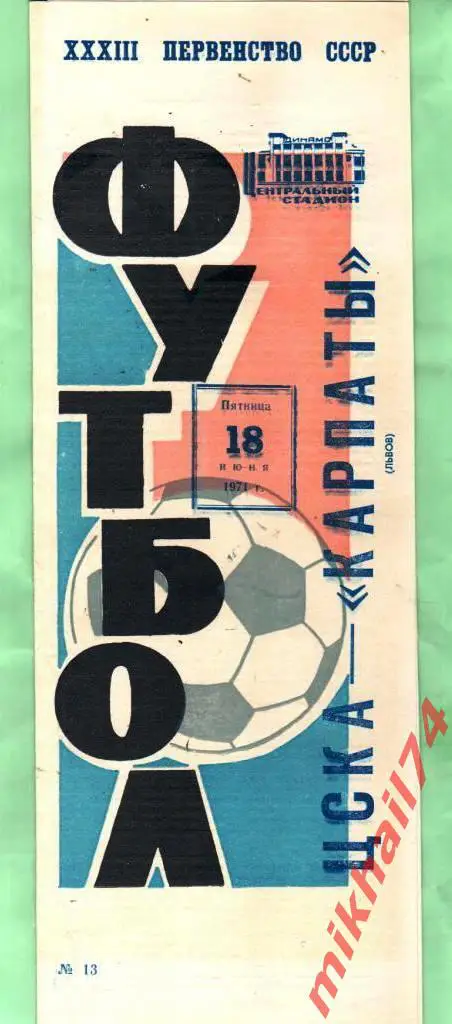 XXXIII ПЕРВЕНСТВО СССР
ФУТБОЛ
ДИНАМО
ЦЕНТРАЛЬНЫЙ
СТАДИОН
Пятница
18
июня
1971 г.
ЦСКА — «КАРПАТЫ»
(ЛЬВОВ)
№ 13
mikhail74